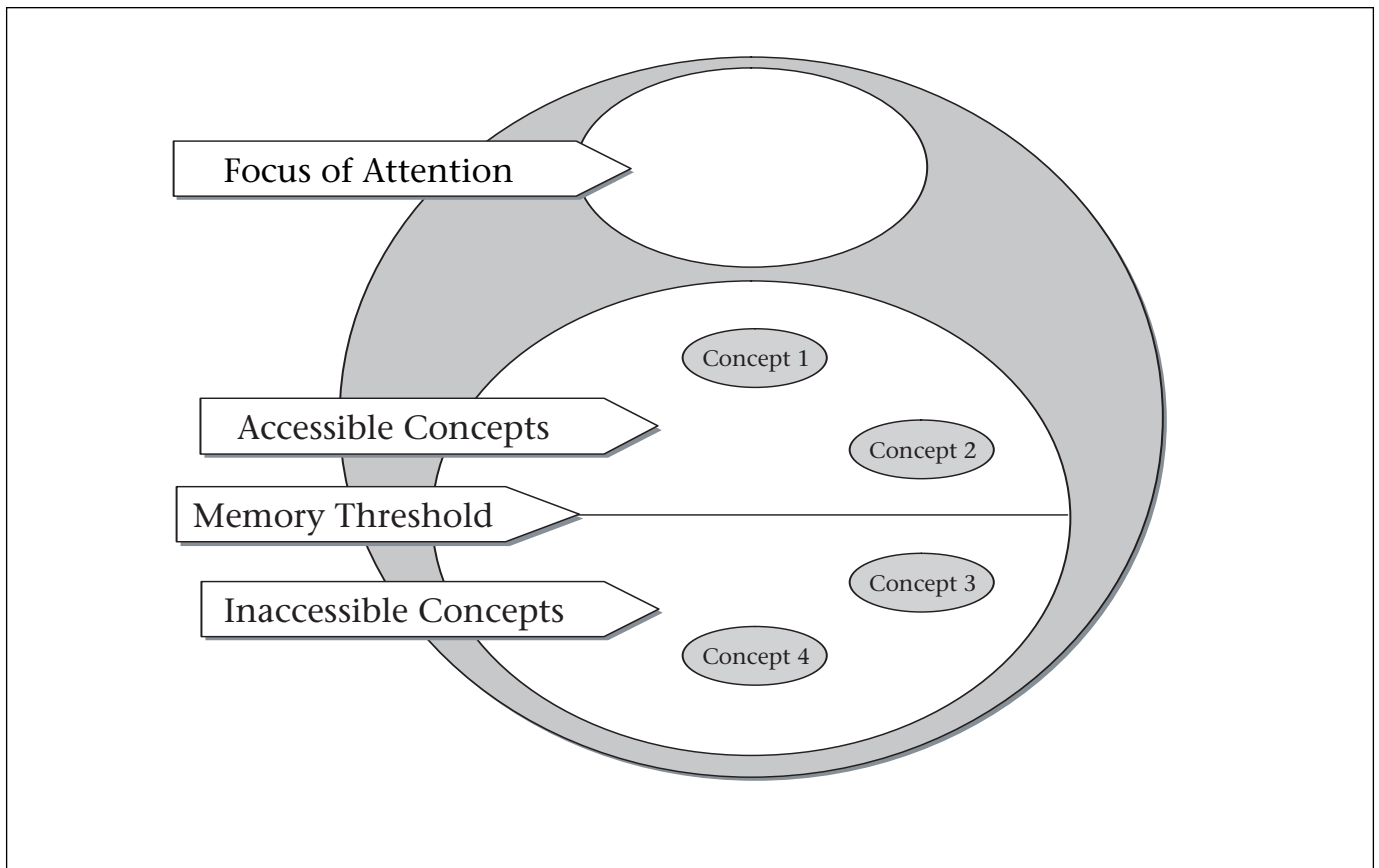 Focus of Attention
Concept 1
Accessible Concepts
Concept 2
Memory Threshold
Concept 3
Inaccessible Concepts
Concept 4